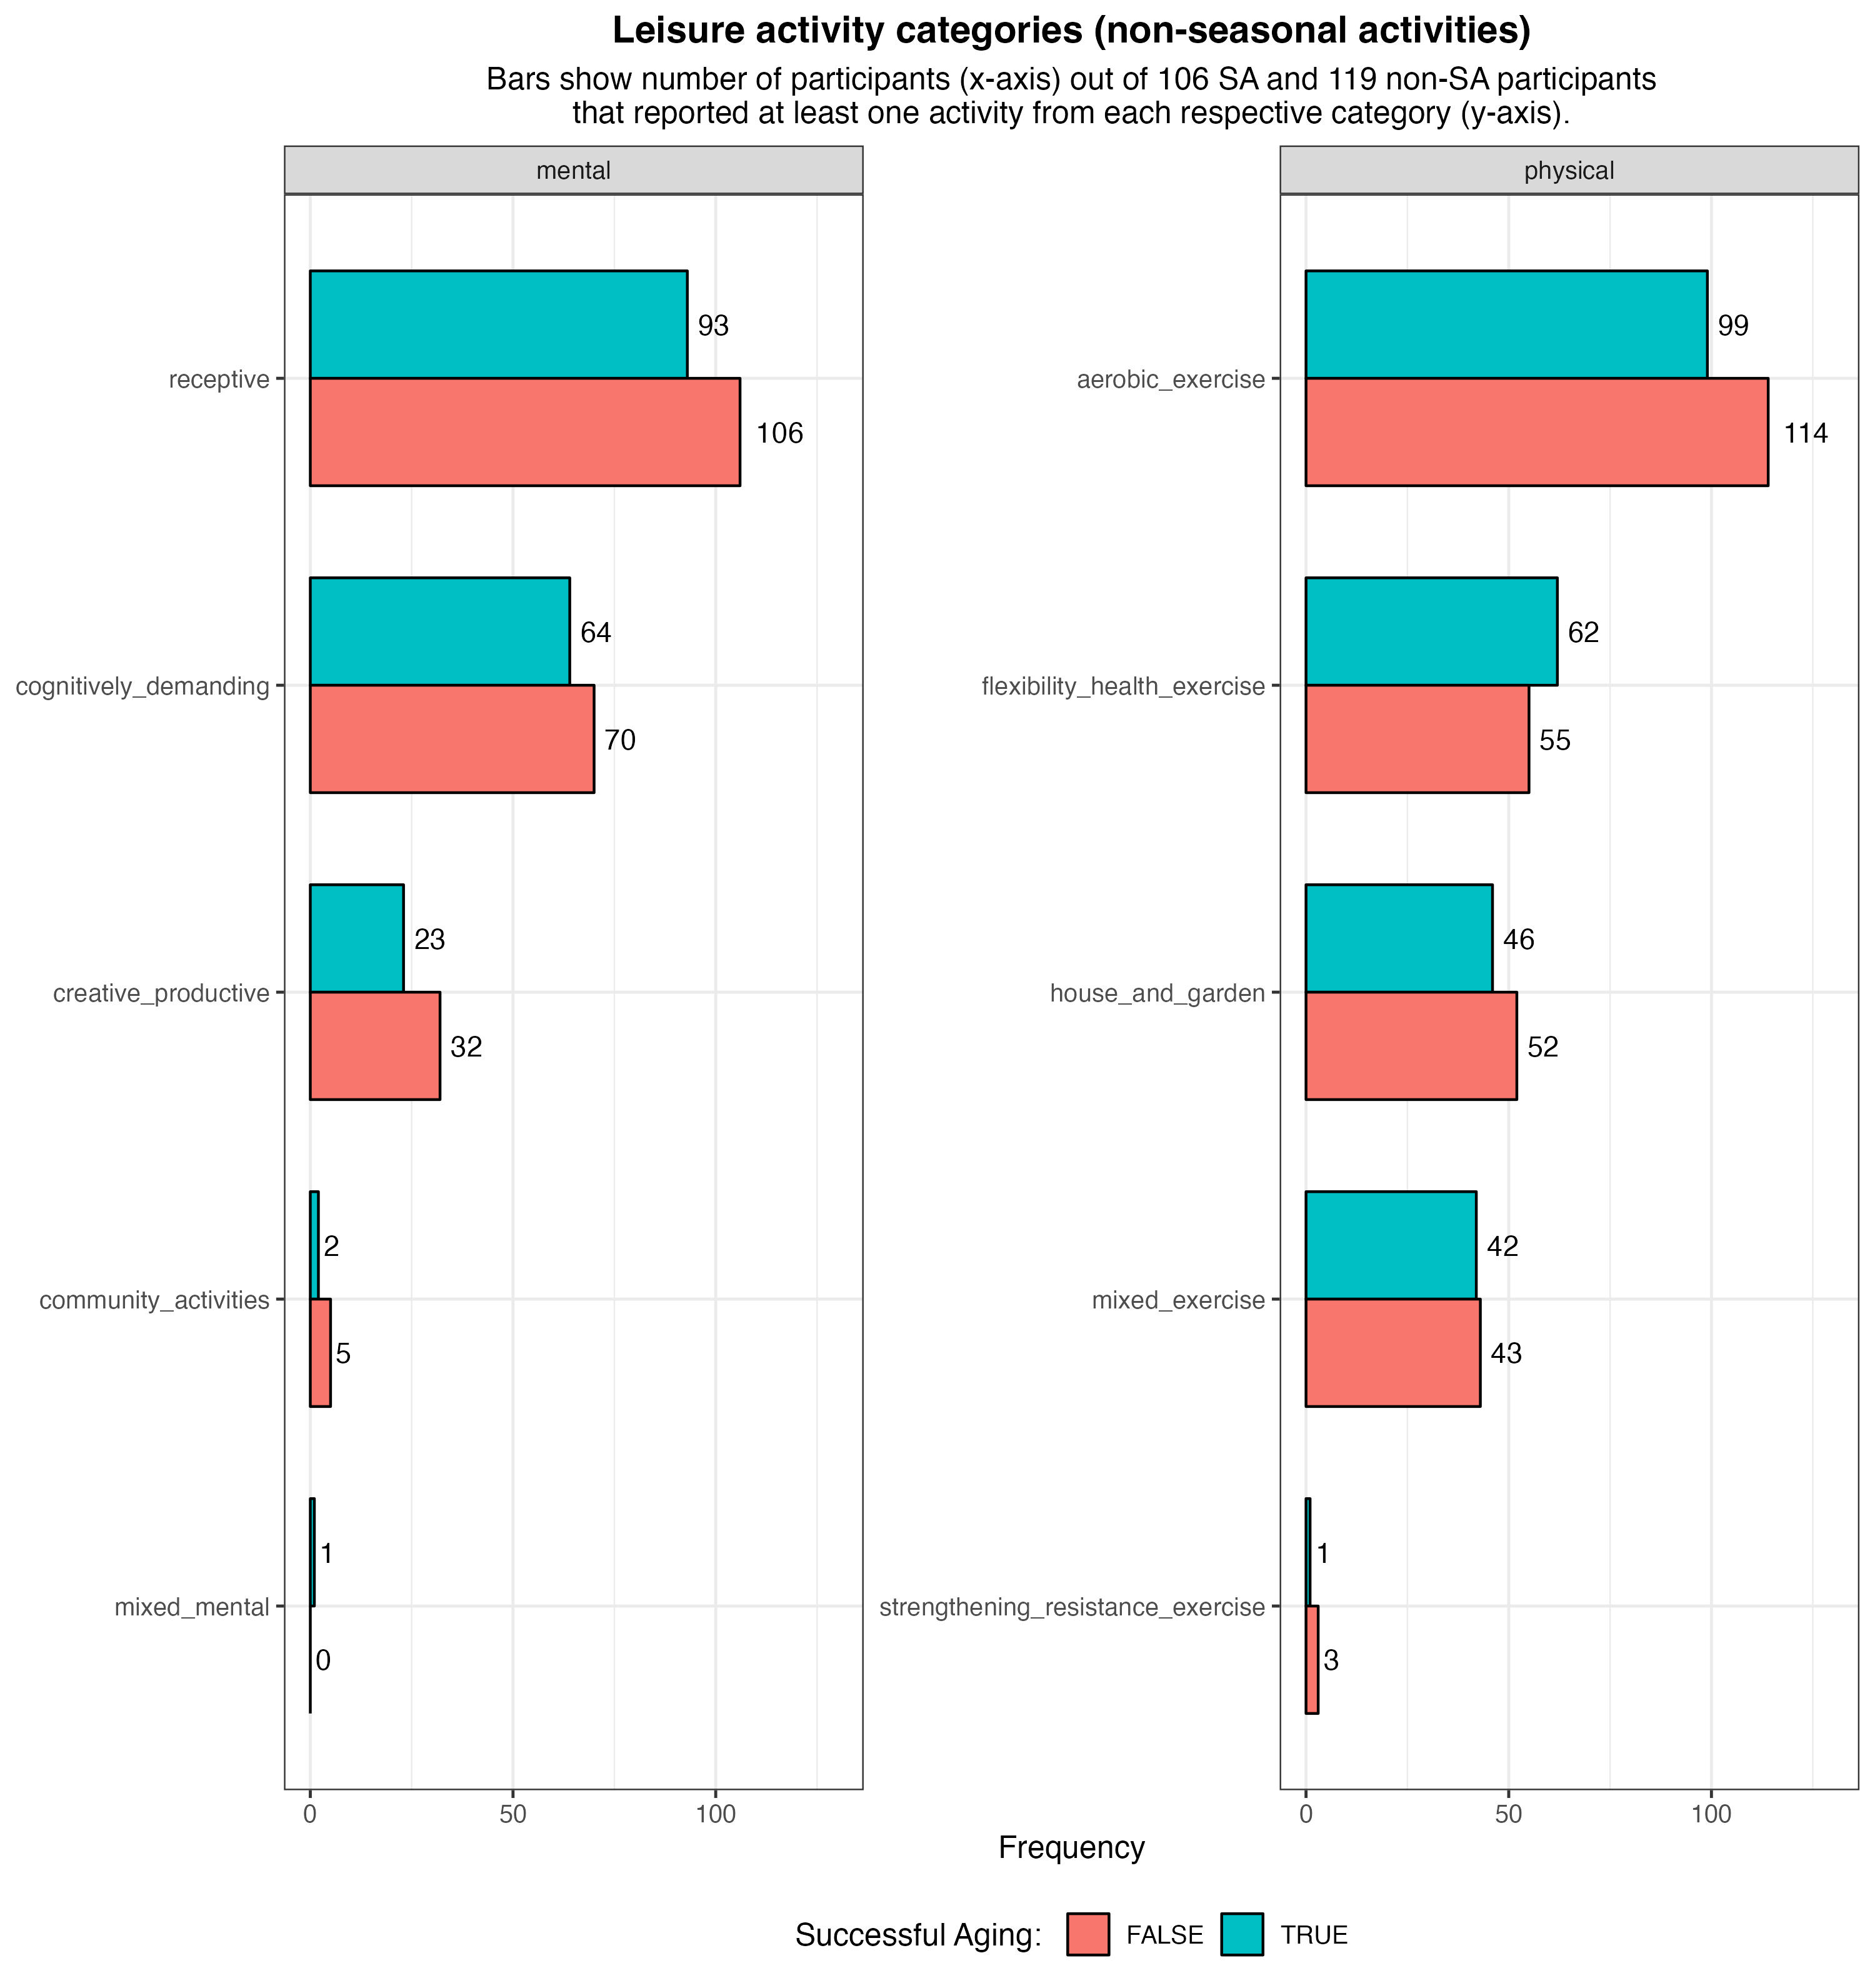 Leisure activity categories (non-seasonal activities)
Bars show number of participants (x-axis) out of 106 SA and 119 non-SA participants
that reported at least one activity from each respective category (y-axis).
mental
receptive
93
106
cognitively_demanding
64
70
creative_productive
23
32
community_activities
2
5
mixed_mental
1
0
0
50
100
physical
aerobic_exercise
99
114
flexibility_health_exercise
62
55
house_and_garden
46
52
mixed_exercise
42
43
strengthening_resistance_exercise
1
3
0
50
100
Frequency
Successful Aging: FALSE TRUE